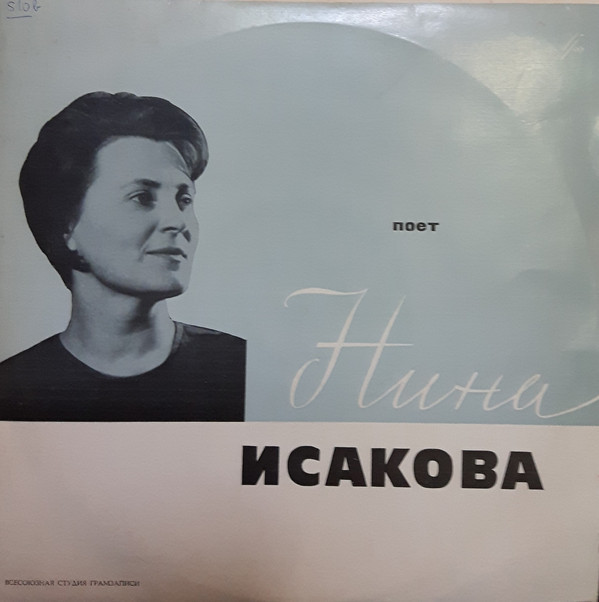 поет
Нина
ИСАКОВА
ВСЕСОЮЗНАЯ СТУДИЯ ГРАМЗАПИСИ